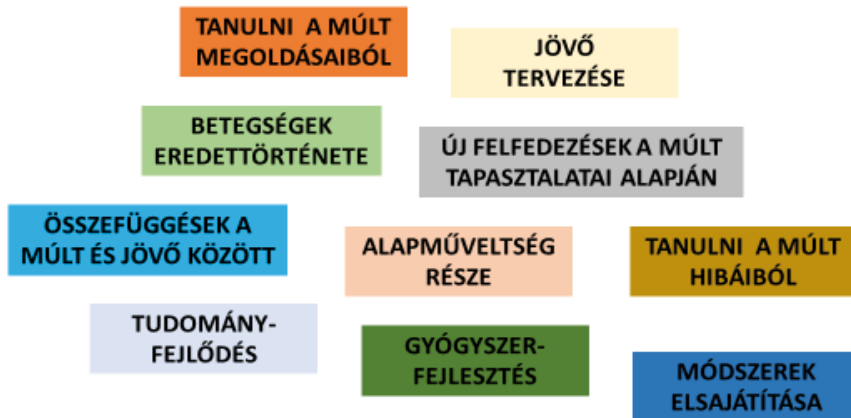 TANULNI A MÚLT
MEGOLDÁSAIBÓL
JÖVŐ
TERVEZÉSE
BETEGSÉGEK
EREDETTÖRTÉNETE
ÚJ FELFEDEZÉSEK A MÚLT
TAPASZTALATAI ALAPJÁN
ÖSSZEFÜGGÉSEK A
MÚLT ÉS JÖVŐ KÖZÖTT
ALAPMŰVELTSÉG
RÉSZE
TANULNI A MÚLT
HIBÁIBÓL
TUDOMÁNY-
FEJLŐDÉS
GYÓGYSZER-
FEJLESZTÉS
MÓDSZEREK
ELSAJÁTÍTÁSA